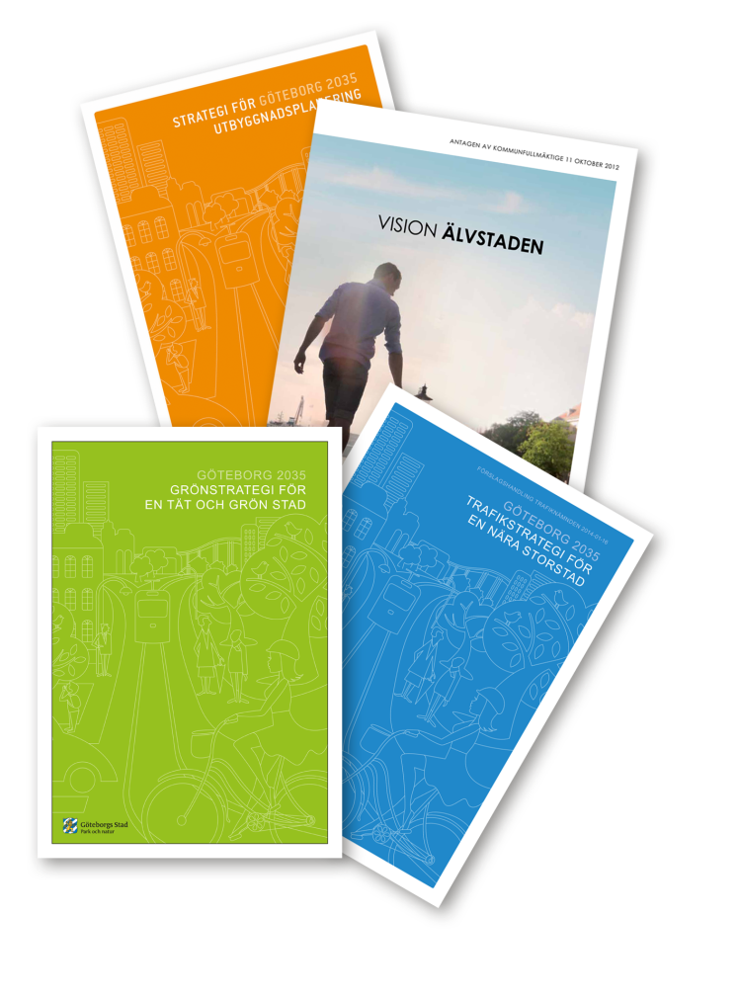 STRATEGI FÖR GÖTEBORG 2035
UTBYGGNADSPLANERING
ANTAGEN AV KOMMUNFULLMÄKTIGE 11 OKTOBER 2012
VISION ÄLVSTADEN
GÖTEBORG 2035
GRÖNSTRATEGI FÖR
EN TÄT OCH GRÖN STAD
Göteborgs Stad
Park och natur
FÖRSLAGSHANDLING TRAFIKNÄMNDEN 2014-01-16
GÖTEBORG 2035
TRAFIKSTRATEGI FÖR
EN NÄRA STORSTAD